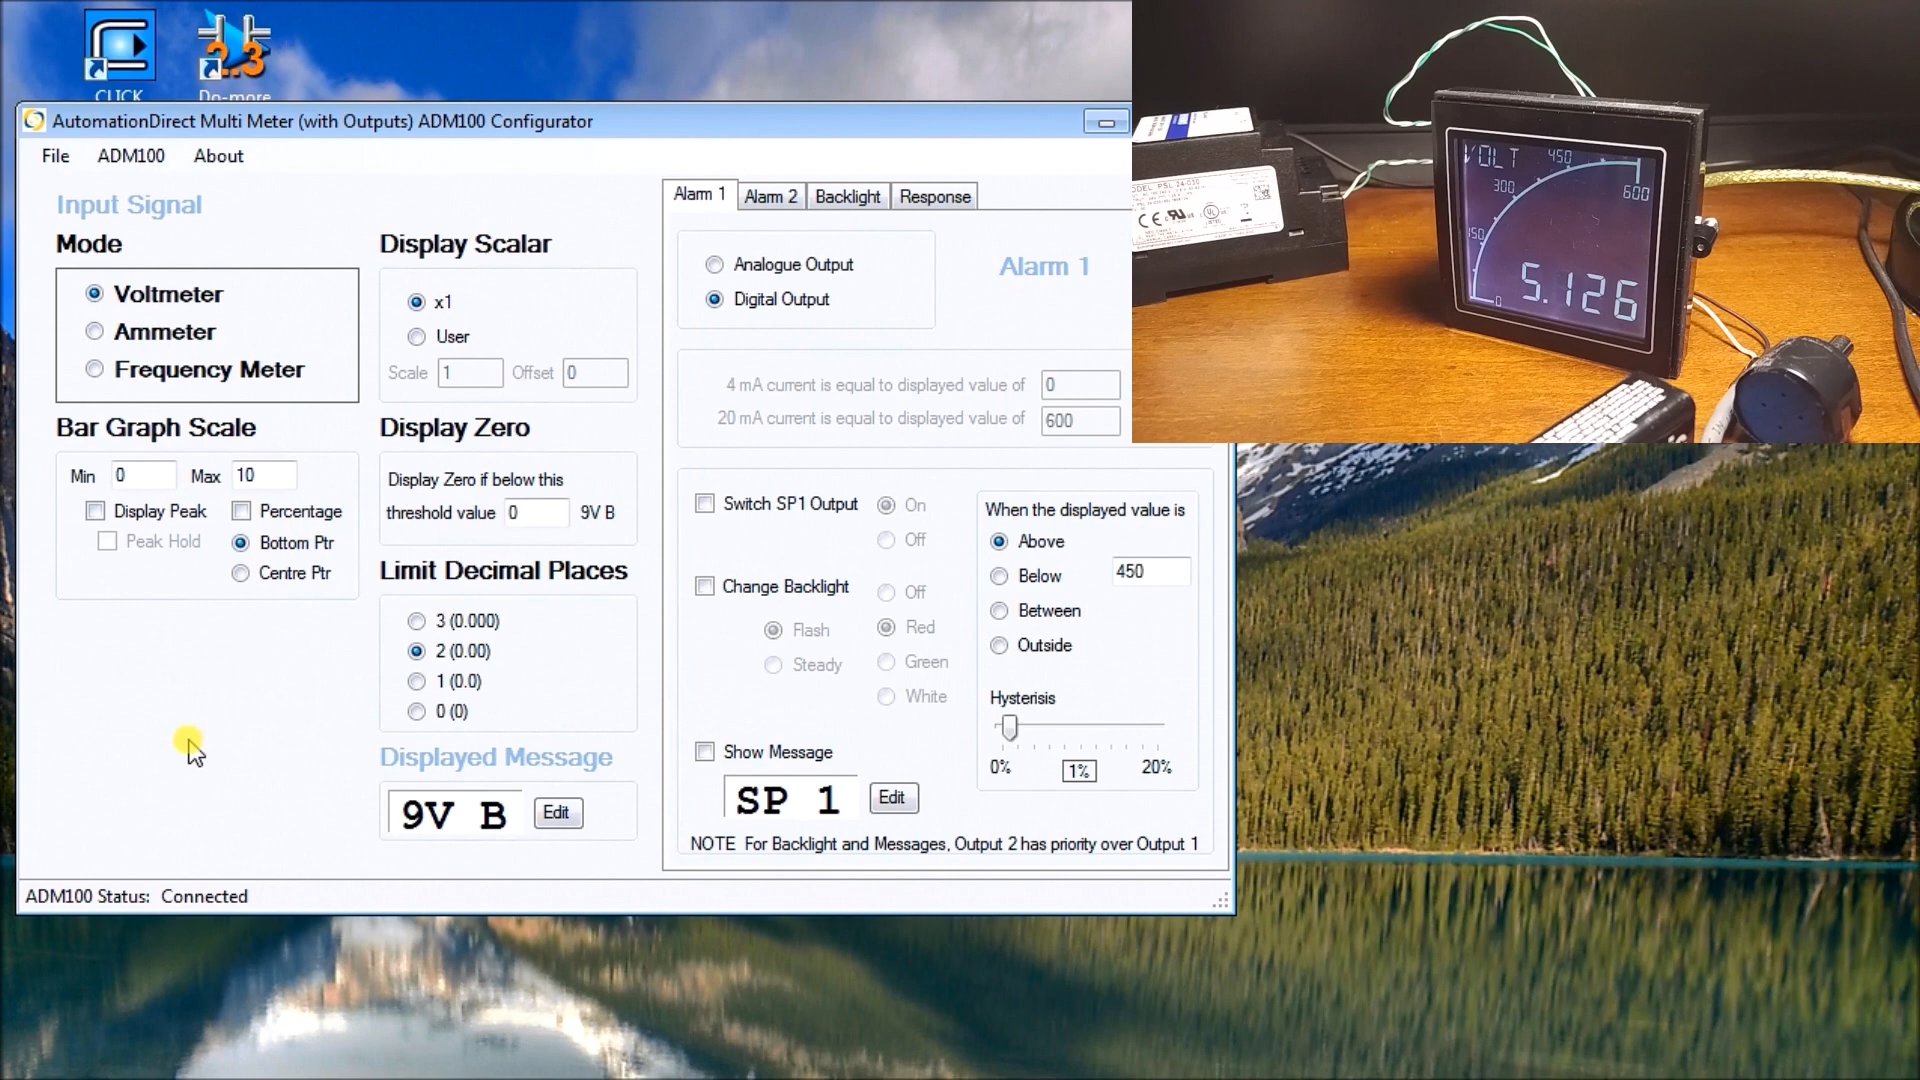 CLICK
Do-more
2.3
AutomationDirect Multi Meter (with Outputs) ADM100 Configurator
File ADM100 About
Input Signal
Mode
Voltmeter
Ammeter
Frequency Meter
Bar Graph Scale
Min 0 Max 10
Display Peak Percentage
Peak Hold Bottom Ptr
Centre Ptr
Display Scalar
x1
User
Scale 1 Offset 0
Display Zero
Display Zero if below this
threshold value 0 9V B
Limit Decimal Places
3 (0.000)
2 (0.00)
1 (0.0)
0 (0)
Displayed Message
9V B Edit
Alarm 1 Alarm 2 Backlight Response
Analogue Output
Digital Output
Alarm 1
4 mA current is equal to displayed value of 0
20 mA current is equal to displayed value of 600
Switch SP1 Output On
Off
Change Backlight Off
Flash Red
Steady Green
White
Show Message
SP 1 Edit
When the displayed value is
Above
450
Below
Between
Outside
Hysterisis
0% 1% 20%
NOTE For Backlight and Messages, Output 2 has priority over Output 1
ADM100 Status: Connected
PSL 24-030
VOLT
450
300
600
150
0
5.126